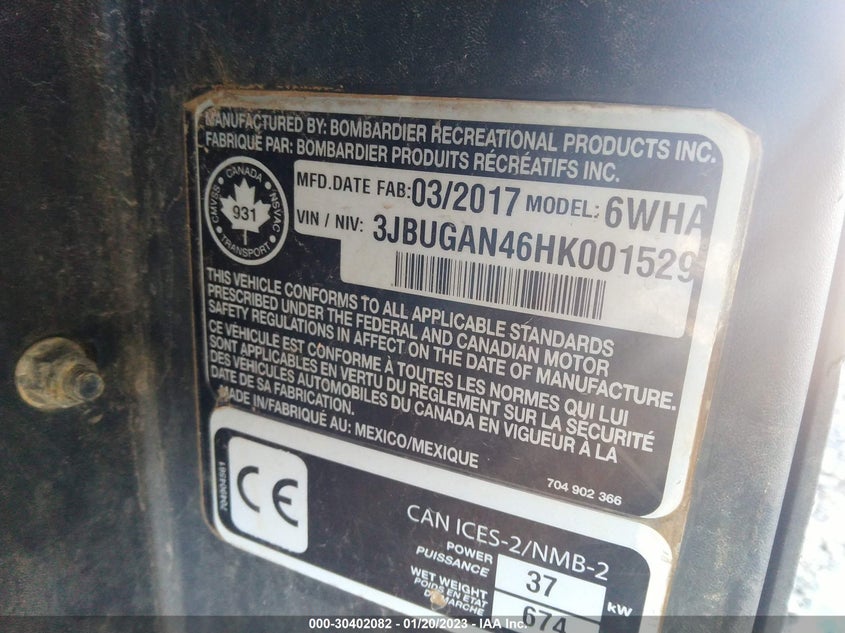 MANUFACTURED BY: BOMBARDIER RECREATIONAL PRODUCTS INC.
FABRIQUÉ PAR: BOMBARDIER PRODUITS RÉCRÉATIFS INC.
CANADA
CMVSS
NSVAC
931
TRANSPORT
MFD.DATE FAB: 03/2017 MODEL: 6WHA
VIN / NIV: 3JBUGAN46HK001529
THIS VEHICLE CONFORMS TO ALL APPLICABLE STANDARDS
PRESCRIBED UNDER THE FEDERAL AND CANADIAN MOTOR
SAFETY REGULATIONS IN AFFECT ON THE DATE OF MANUFACTURE.
CE VÉHICULE EST CONFORME À TOUTES LES NORMES QUI LUI
SONT APPLICABLES EN VERTU DU REGLEMENT SUR LA SÉCURITÉ
DES VÉHICULES AUTOMOBILES DU CANADA EN VIGUEUR À LA
DATE DE SA FABRICATION.
MADE IN/FABRIQUÉ AU: MEXICO/MEXIQUE
704 902 366
704904581
CE
CAN ICES-2/NMB-2
POWER
PUISSANCE
37
kW
WET WEIGHT
POIDS EN ÉTAT
DE MARCHE
674
000-30402082 - 01/20/2023 - IAA Inc.